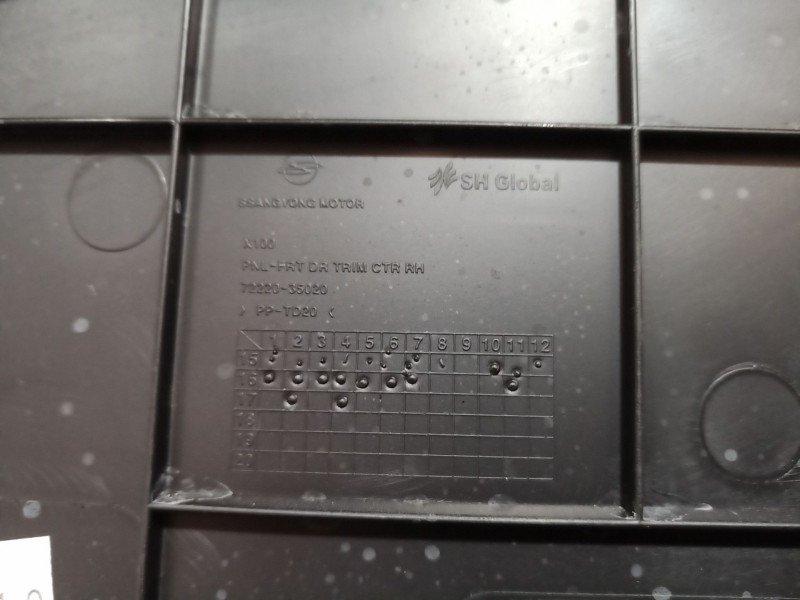 SH Global
SSANGYONG MOTOR
X100
PNL-FRT DR TRIM CTR RH
72220-35020
> PP-TD20 <
1 2 3 4 5 6 7 8 9 10 11 12
15
16
17
18
19
20